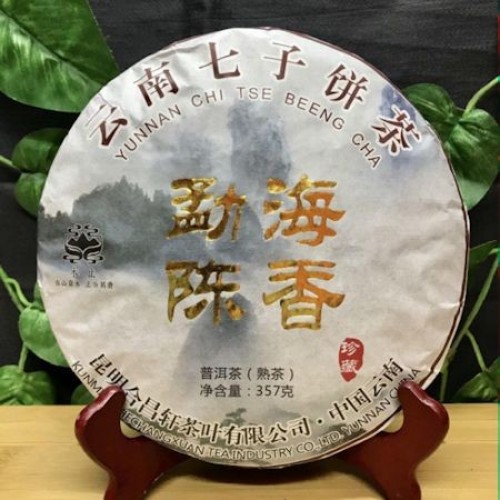 云南七子饼茶
YUNNAN CHI TSE BEENG CHA
勐海
陈香
珍藏
普洱茶（熟茶）
净含量：357克
昆明合昌轩茶叶有限公司·中国云南
HECHANGXUAN TEA INDUSTRY CO.,LTD. YUNNAN CHINA